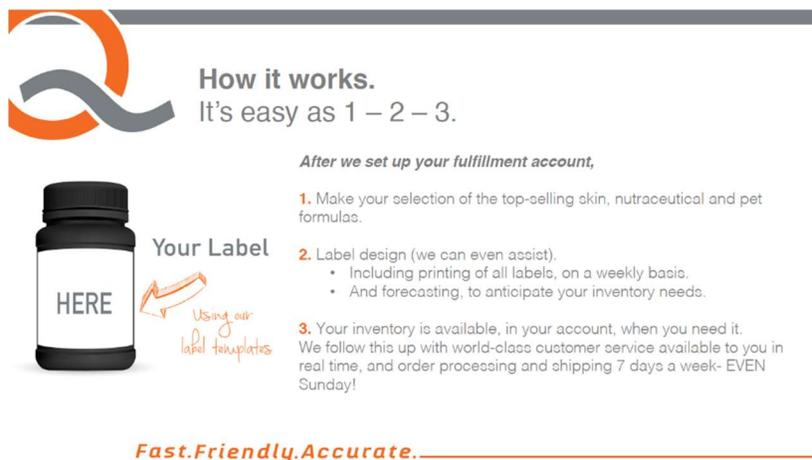 How it works.
It's easy as 1 – 2 – 3.
After we set up your fulfillment account,
1. Make your selection of the top-selling skin, nutraceutical and pet
formulas.
2. Label design (we can even assist).
• Including printing of all labels, on a weekly basis.
• And forecasting, to anticipate your inventory needs.
3. Your inventory is available, in your account, when you need it.
We follow this up with world-class customer service available to you in
real time, and order processing and shipping 7 days a week- EVEN
Sunday!
Your Label
HERE
Using our
label templates
Fast.Friendly.Accurate.